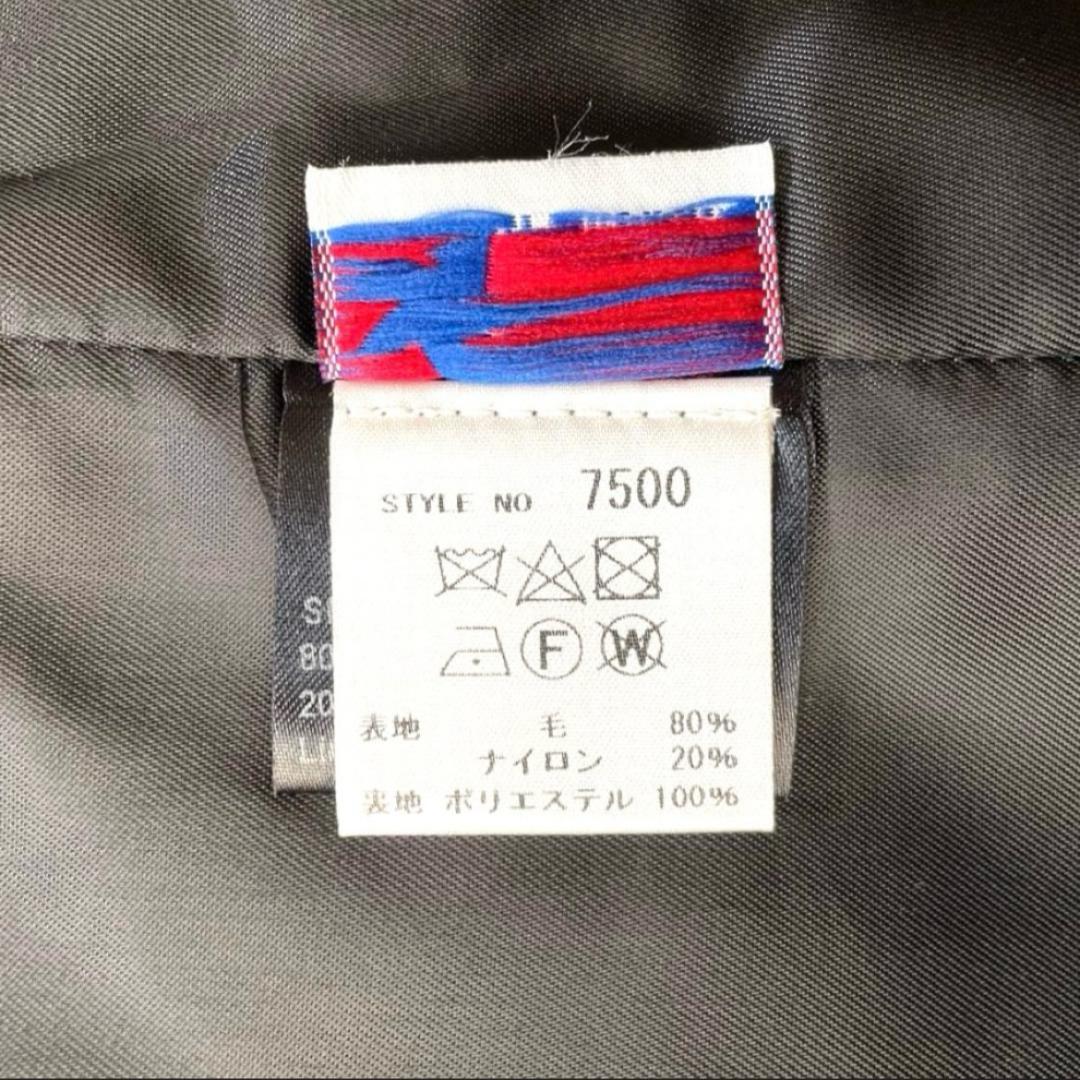 STYLE NO 7500
F W
表地 毛 80%
ナイロン 20%
裏地 ポリエステル 100%